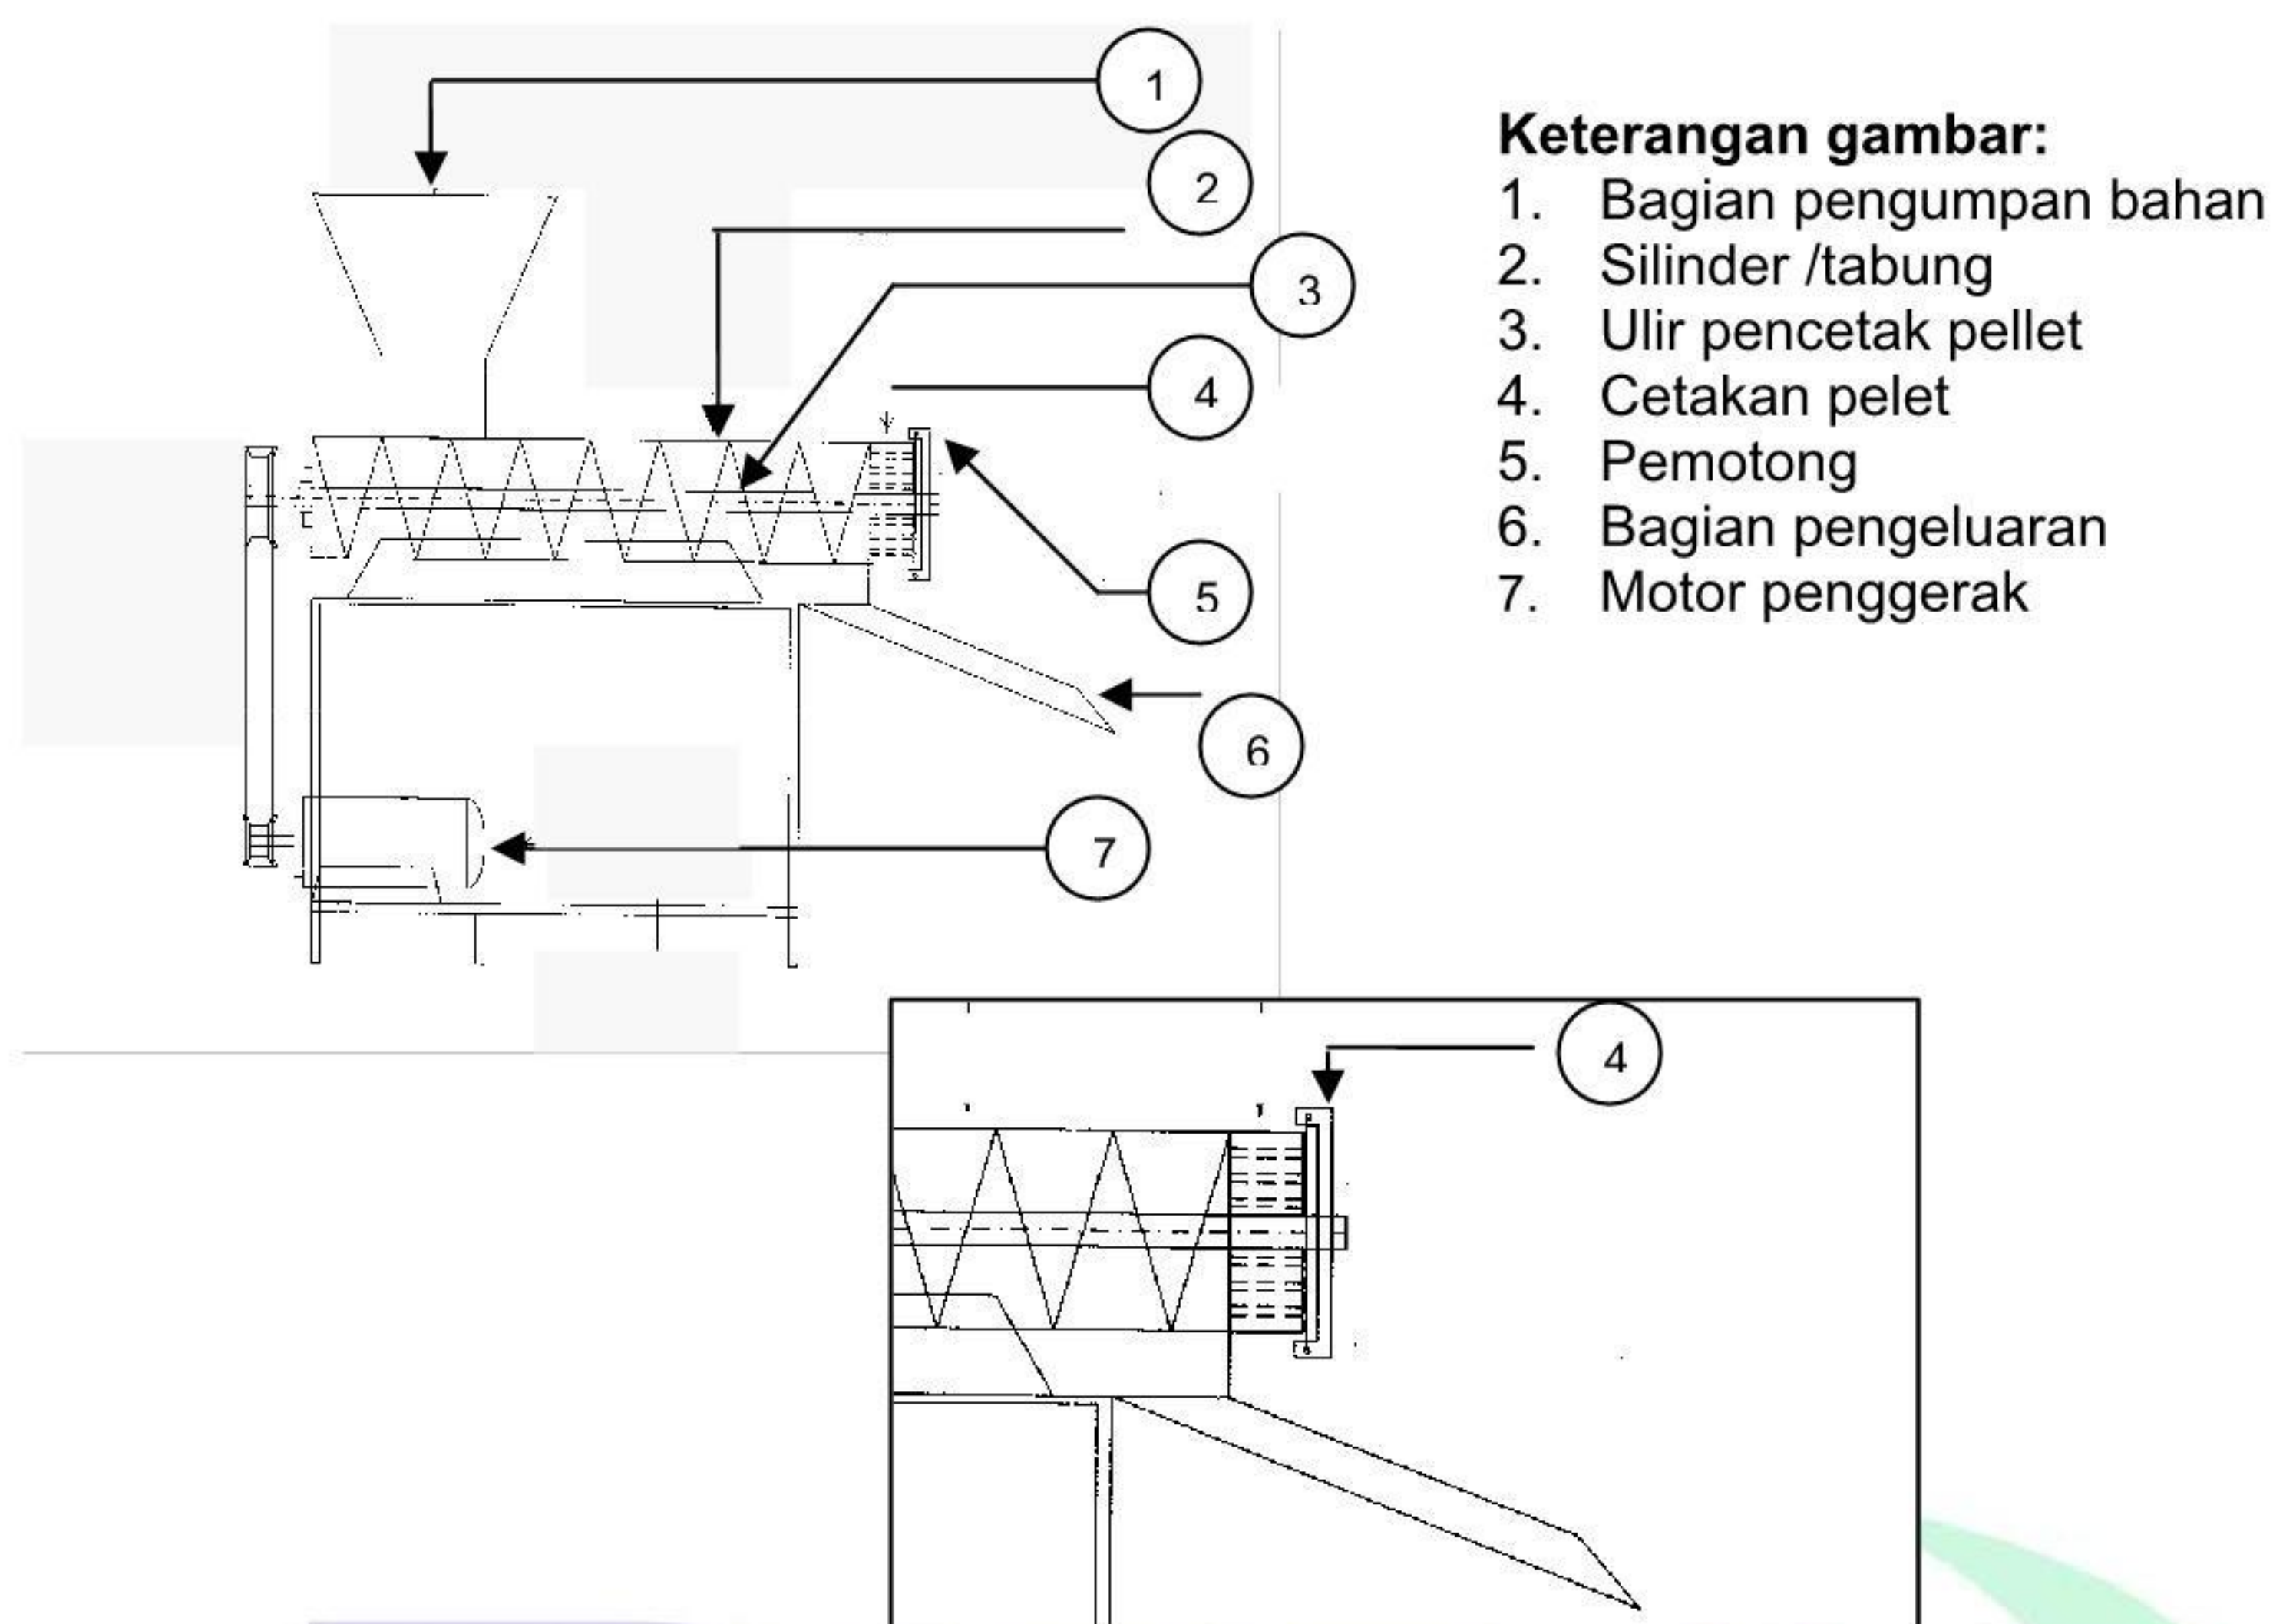 1
2
3
4
5
6
7
Keterangan gambar:
1. Bagian pengumpan bahan
2. Silinder /tabung
3. Ulir pencetak pellet
4. Cetakan pelet
5. Pemotong
6. Bagian pengeluaran
7. Motor penggerak
4